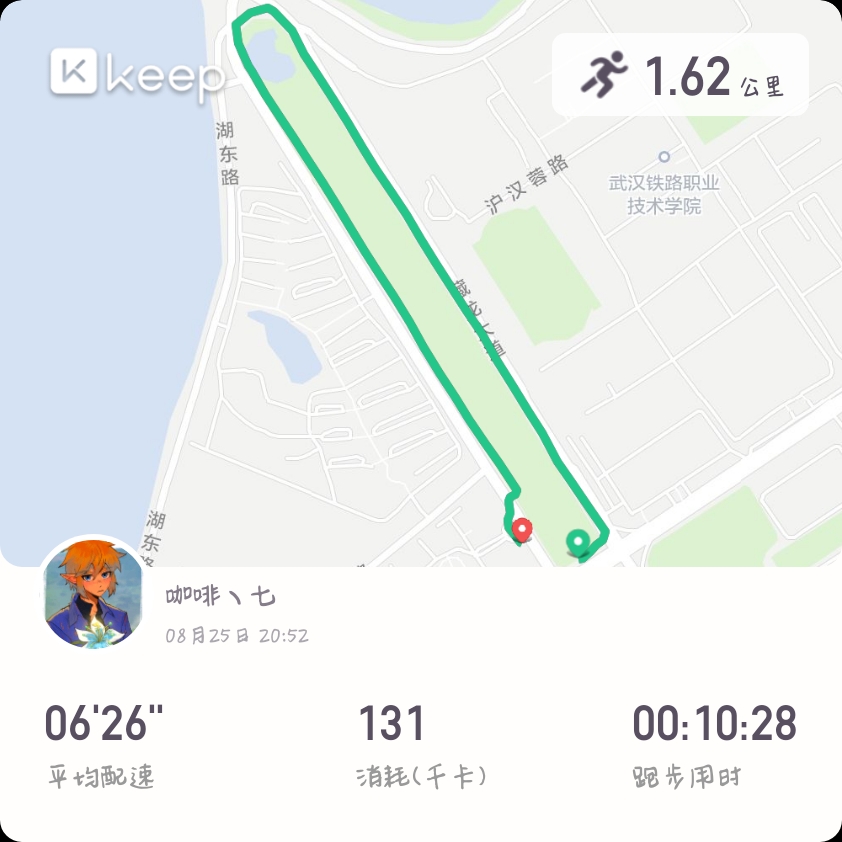 keep
1.62 公里
湖东路
沪汉蓉路
武汉铁路职业
技术学院
藏龙大道
湖东路
咖啡丶七
08月25日 20:52
06'26"
131
00:10:28
平均配速
消耗(千卡)
跑步用时